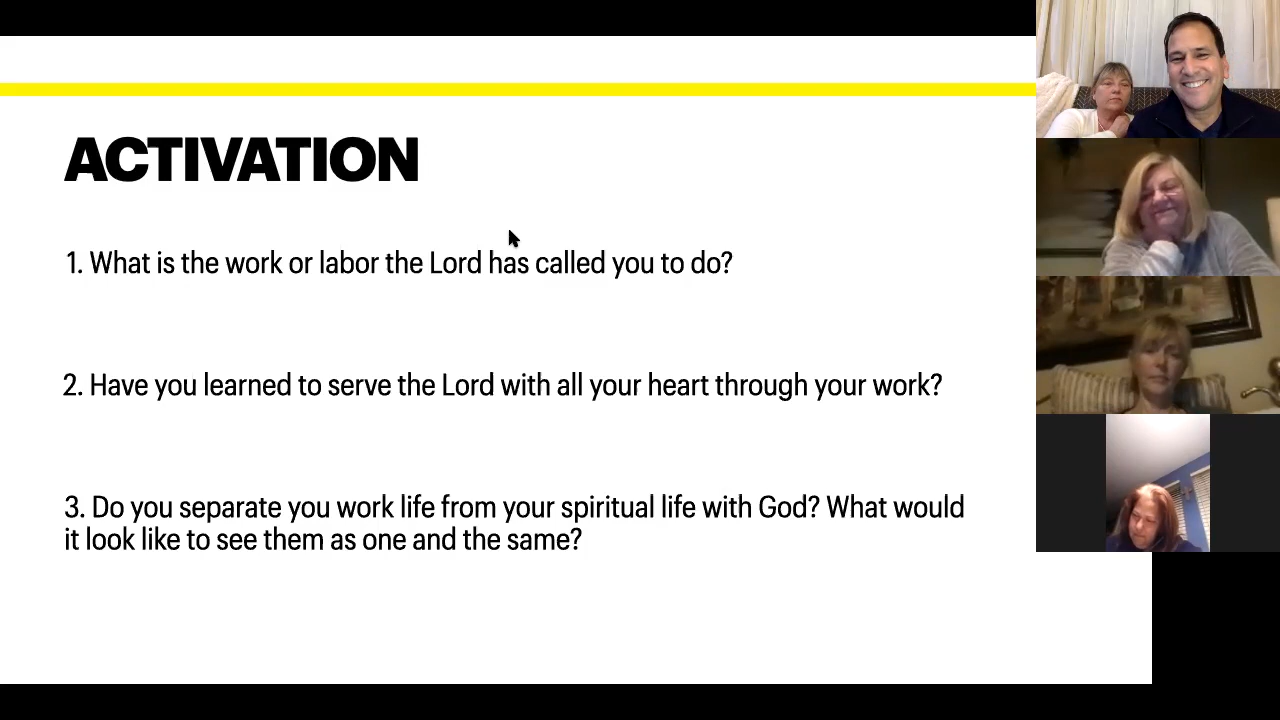 ACTIVATION
1. What is the work or labor the Lord has called you to do?
2. Have you learned to serve the Lord with all your heart through your work?
3. Do you separate you work life from your spiritual life with God? What would
it look like to see them as one and the same?